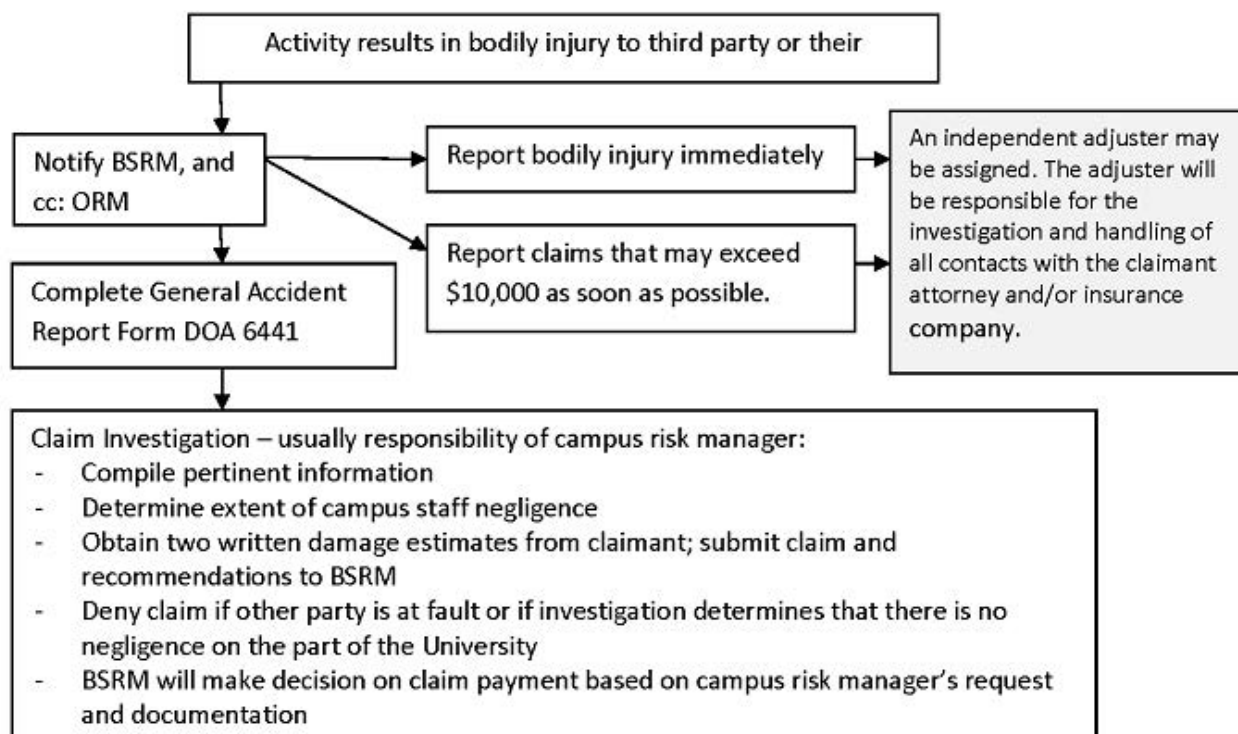 Activity results in bodily injury to third party or their
Notify BSRM, and
cc: ORM
Report bodily injury immediately
An independent adjuster may
be assigned. The adjuster will
be responsible for the
investigation and handling of
all contacts with the claimant
attorney and/or insurance
company.
Report claims that may exceed
$10,000 as soon as possible.
Complete General Accident
Report Form DOA 6441
Claim Investigation – usually responsibility of campus risk manager:
- Compile pertinent information
- Determine extent of campus staff negligence
- Obtain two written damage estimates from claimant; submit claim and
recommendations to BSRM
- Deny claim if other party is at fault or if investigation determines that there is no
negligence on the part of the University
- BSRM will make decision on claim payment based on campus risk manager’s request
and documentation